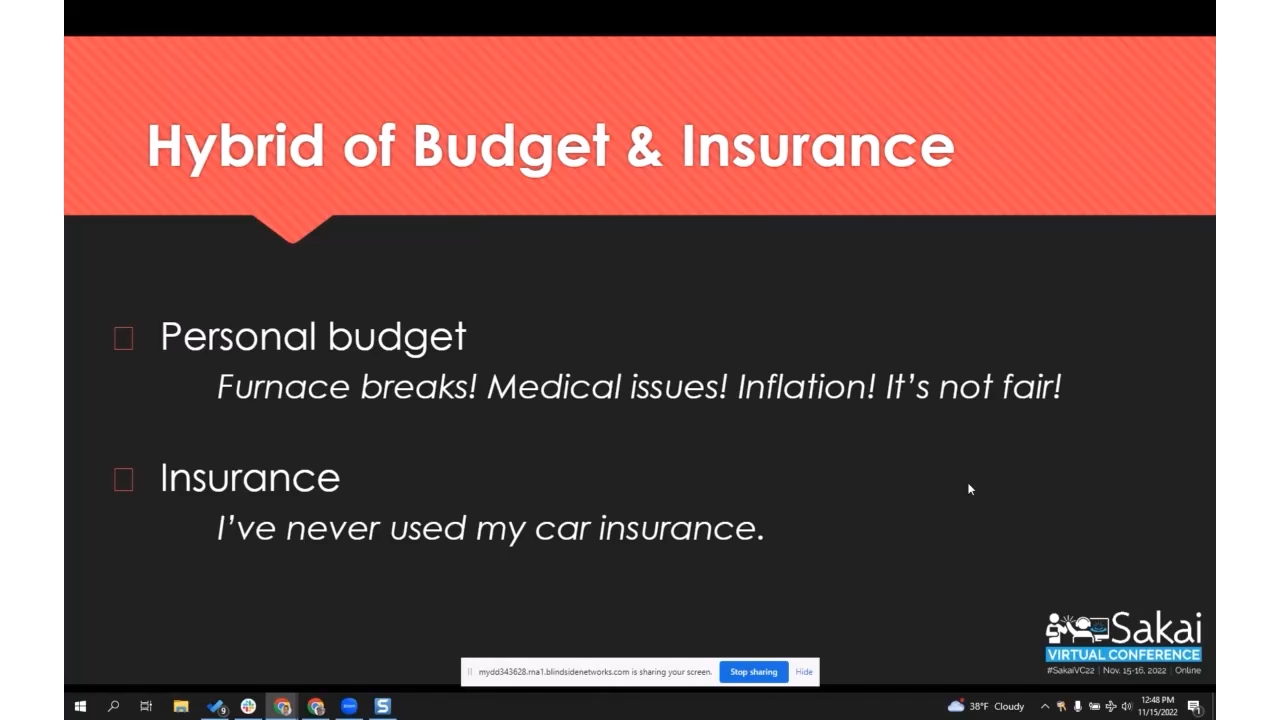 Hybrid of Budget & Insurance
Personal budget
Furnace breaks! Medical issues! Inflation! It's not fair!
Insurance
I've never used my car insurance.
Sakai
VIRTUAL CONFERENCE
#SakaiVC22 | Nov. 15-16, 2022 | Online
mydd343628.rna1.blindsidenetworks.com is sharing your screen.
Stop sharing
Hide
9
38°F Cloudy
12:48 PM
11/15/2022
1